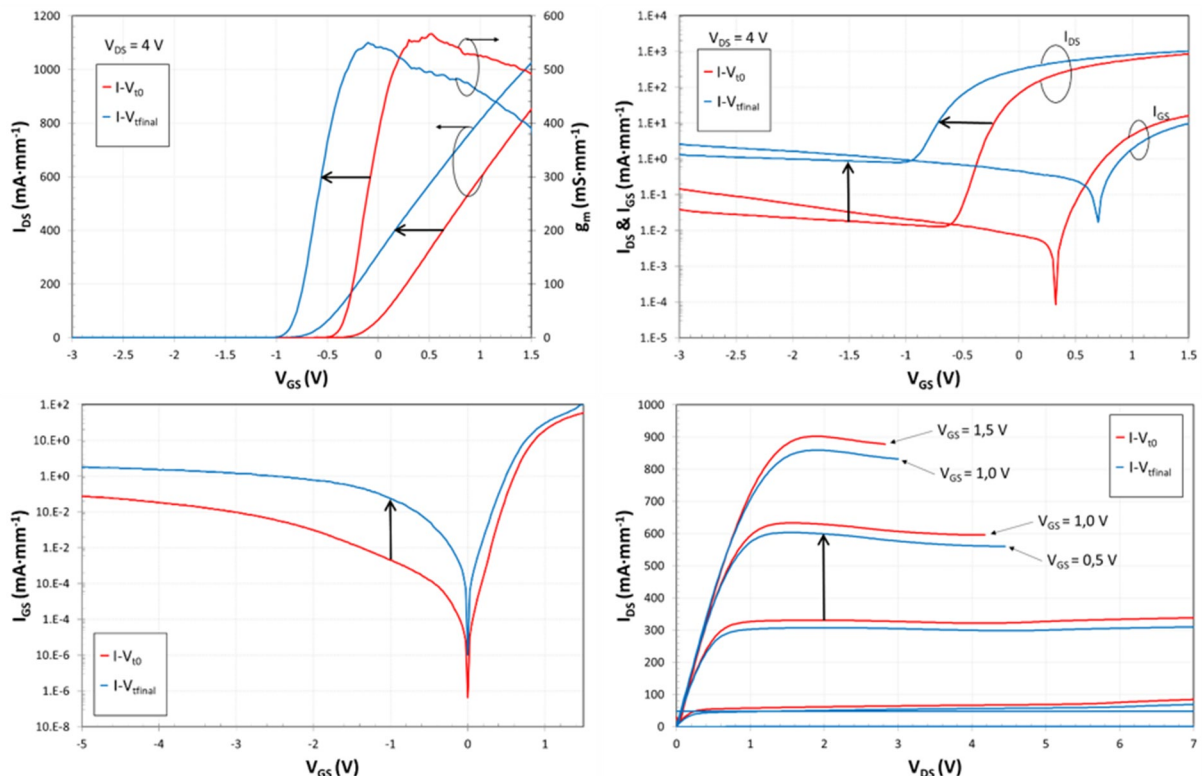 1200
1000
800
600
400
200
0
I_DS (mA·mm⁻¹)
V_DS = 4 V
I-V_t0
I-V_tfinal
600
500
400
300
200
100
0
g_m (mS·mm⁻¹)
-3 -2.5 -2 -1.5 -1 -0.5 0 0.5 1 1.5
V_GS (V)
1.E+4
1.E+3
1.E+2
1.E+1
1.E+0
1.E-1
1.E-2
1.E-3
1.E-4
1.E-5
I_DS & I_GS (mA·mm⁻¹)
V_DS = 4 V
I-V_t0
I-V_tfinal
I_DS
I_GS
-3 -2.5 -2 -1.5 -1 -0.5 0 0.5 1 1.5
V_GS (V)
1.E+2
10.E+0
1.E+0
10.E-2
1.E-2
10.E-4
1.E-4
10.E-6
1.E-6
10.E-8
I_GS (mA·mm⁻¹)
I-V_t0
I-V_tfinal
-5 -4 -3 -2 -1 0 1
V_GS (V)
1000
900
800
700
600
500
400
300
200
100
0
I_DS (mA·mm⁻¹)
V_GS = 1,5 V
V_GS = 1,0 V
V_GS = 1,0 V
V_GS = 0,5 V
I-V_t0
I-V_tfinal
0 1 2 3 4 5 6 7
V_DS (V)